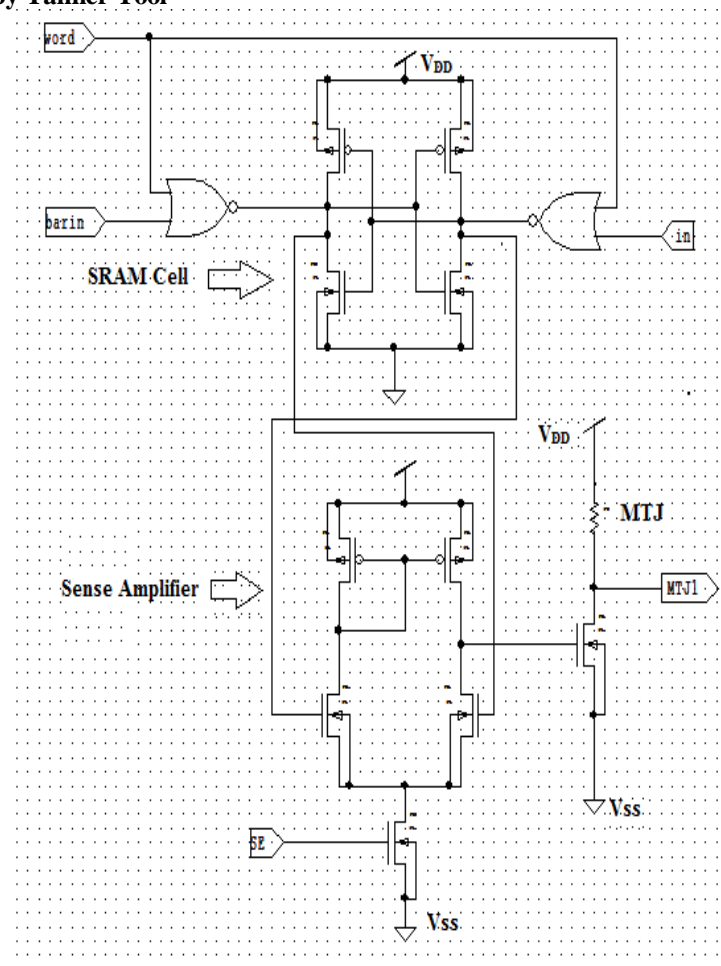 by Tanner Tool
word
VDD
barin
in
SRAM Cell
VDD
MTJ
Sense Amplifier
MTJ1
Vss
SE
Vss